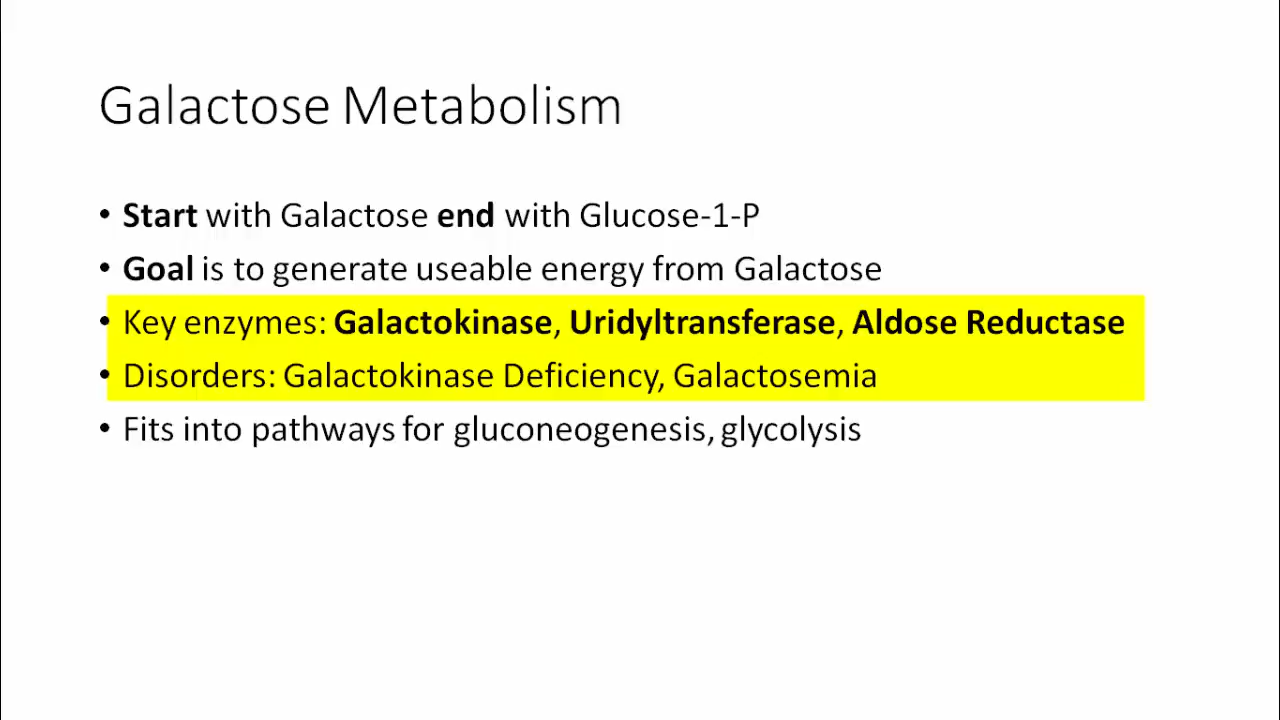 Galactose Metabolism
• Start with Galactose end with Glucose-1-P
• Goal is to generate useable energy from Galactose
• Key enzymes: Galactokinase, Uridyltransferase, Aldose Reductase
• Disorders: Galactokinase Deficiency, Galactosemia
• Fits into pathways for gluconeogenesis, glycolysis